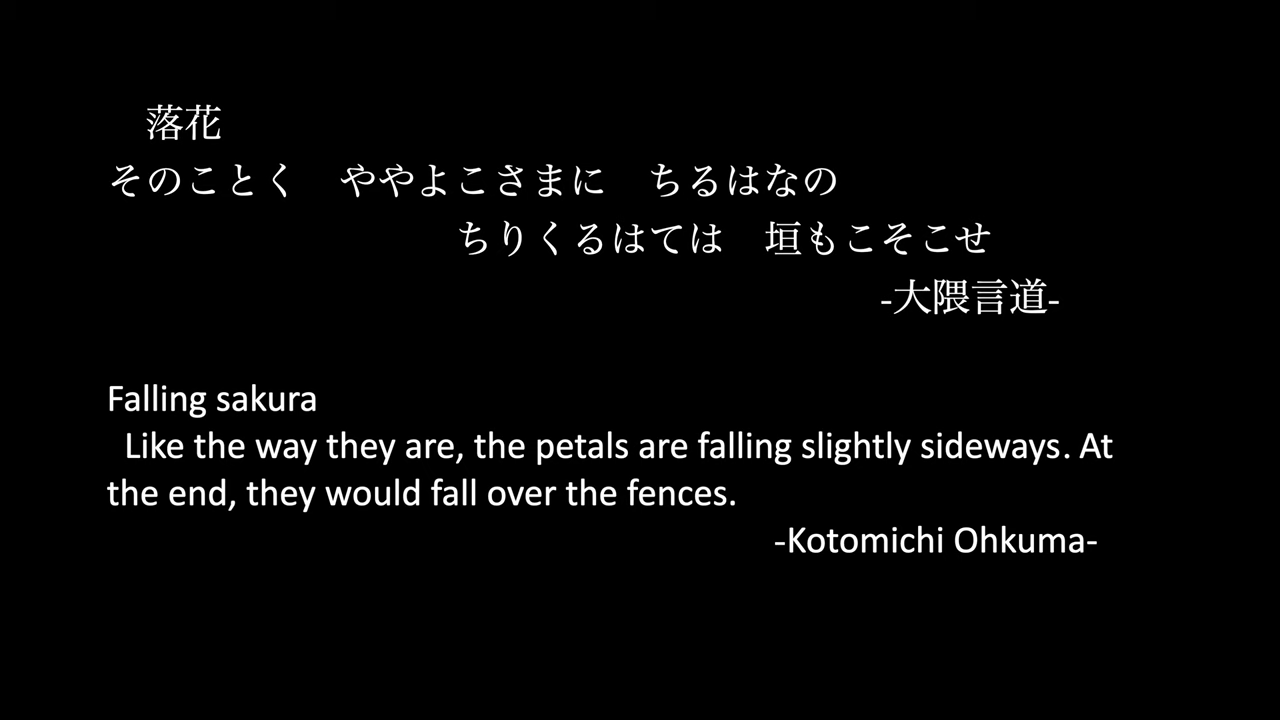 落花
そのことく　ややよこさまに　ちるはなの
ちりくるはては　垣もこそこせ
-大隈言道-
Falling sakura
Like the way they are, the petals are falling slightly sideways. At
the end, they would fall over the fences.
-Kotomichi Ohkuma-